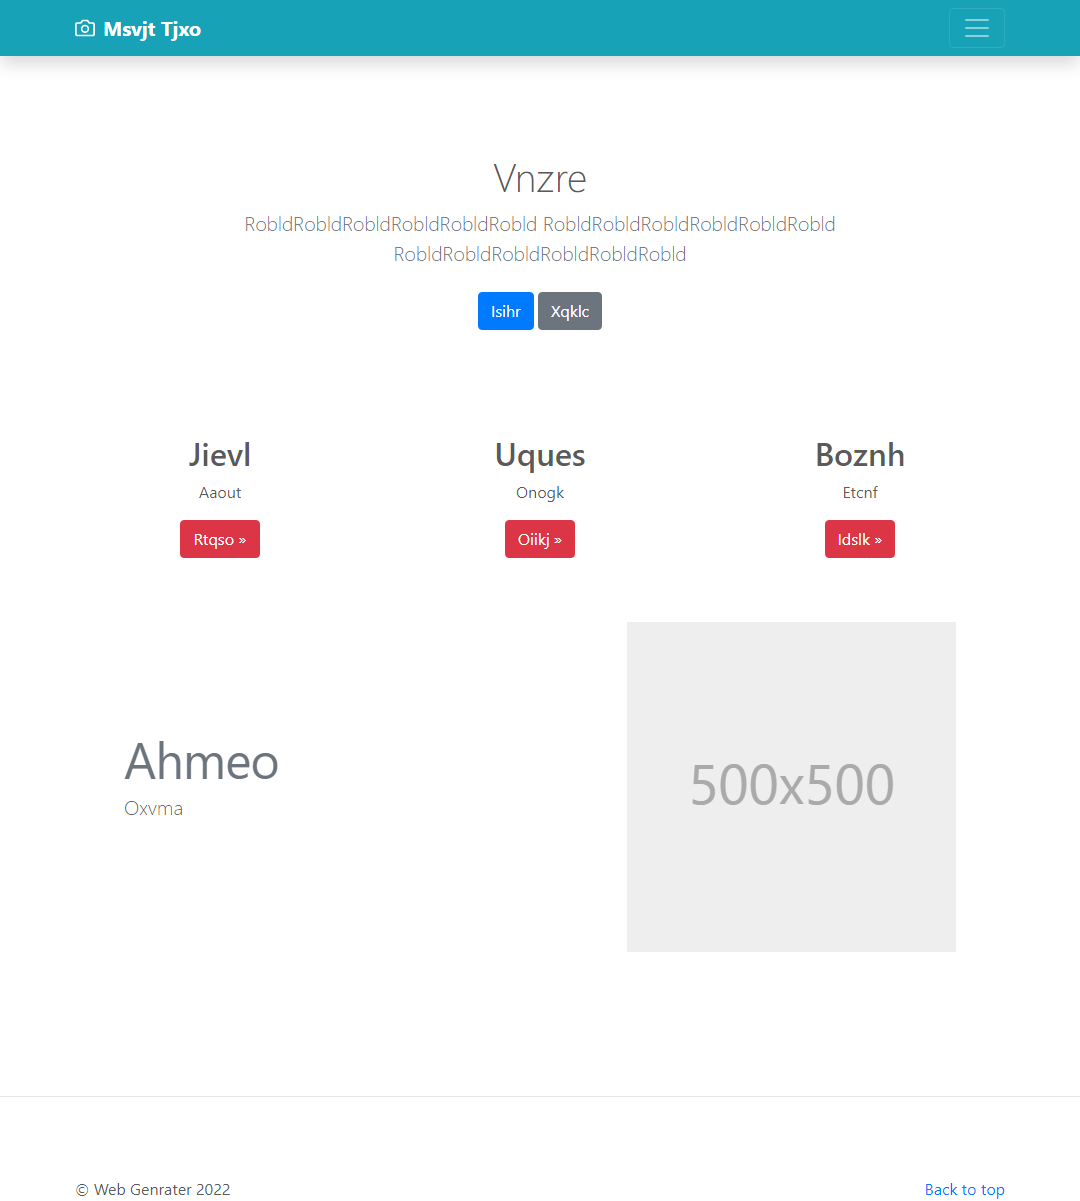 Msvjt Tjxo
Vnzre
RobldRobldRobldRobldRobldRobld RobldRobldRobldRobldRobldRobld
RobldRobldRobldRobldRobldRobld
Isihr Xqklc
Jievl Uques Boznh
Aaout Onogk Etcnf
Rtqso » Oiikj » Idslk »
Ahmeo
Oxvma
500x500
© Web Genrater 2022 Back to top